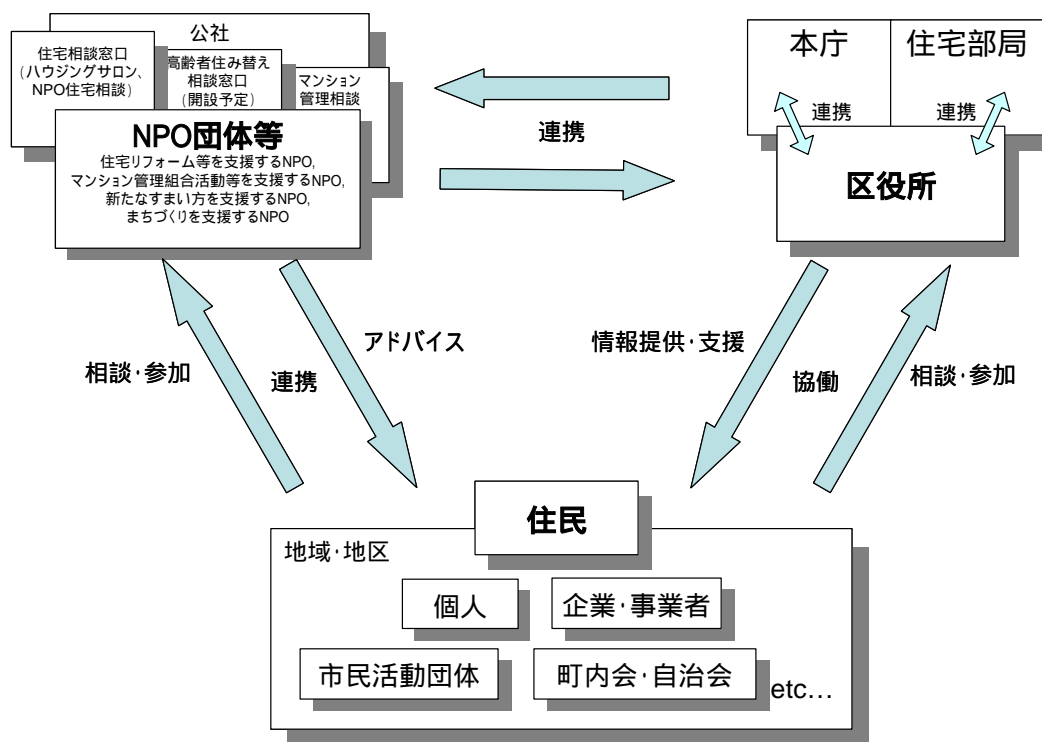 公社
住宅相談窓口
(ハウジングサロン、
NPO住宅相談)
高齢者住み替え
相談窓口
(開設予定)
マンション
管理相談
NPO団体等
住宅リフォーム等を支援するNPO,
マンション管理組合活動等を支援するNPO,
新たなすまい方を支援するNPO,
まちづくりを支援するNPO
連携
本庁
住宅部局
連携
連携
区役所
相談・参加
連携
アドバイス
情報提供・支援
協働
相談・参加
住民
地域・地区
個人
企業・事業者
市民活動団体
町内会・自治会
etc…